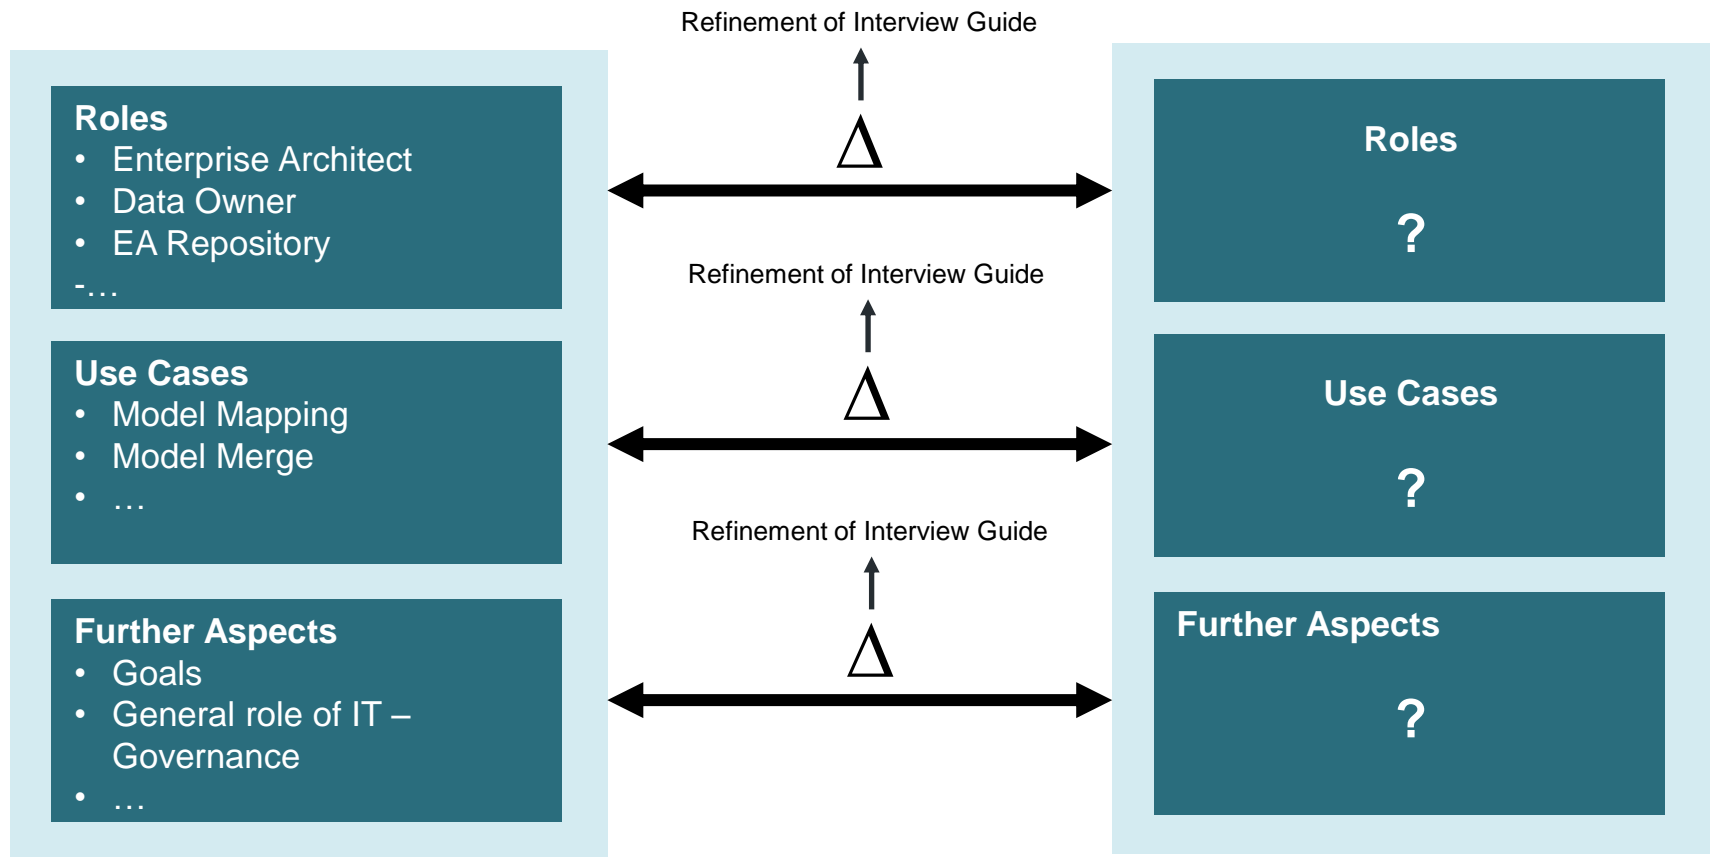 Refinement of Interview Guide
Roles
• Enterprise Architect
• Data Owner
• EA Repository
-…
Δ
Roles
?
Refinement of Interview Guide
Use Cases
• Model Mapping
• Model Merge
• …
Δ
Use Cases
?
Refinement of Interview Guide
Further Aspects
• Goals
• General role of IT –
Governance
• …
Δ
Further Aspects
?